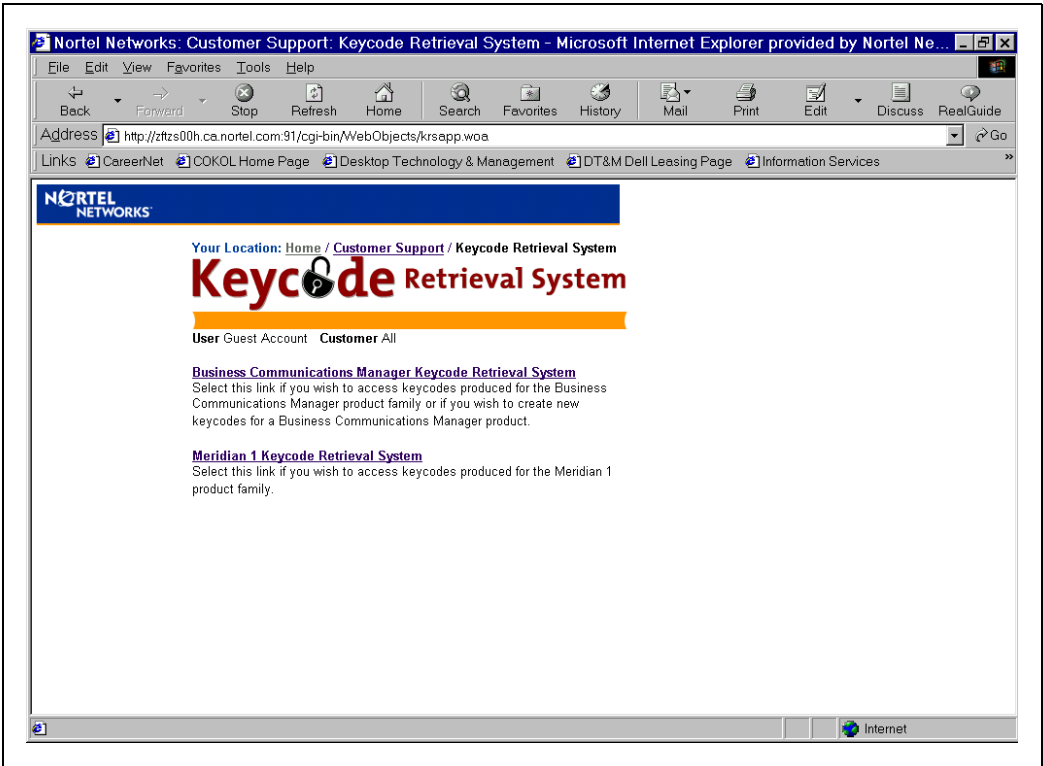 Nortel Networks: Customer Support: Keycode Retrieval System – Microsoft Internet Explorer provided by Nortel Ne...
File Edit View Favorites Tools Help
Back Forward Stop Refresh Home Search Favorites History Mail Print Edit Discuss RealGuide
Address http://zftzs00h.ca.nortel.com:91/cgi-bin/WebObjects/krsapp.woa Go
Links CareerNet COKOL Home Page Desktop Technology & Management DT&M Dell Leasing Page Information Services »
NORTEL
NETWORKS
Your Location: Home / Customer Support / Keycode Retrieval System
Keycode Retrieval System
User Guest Account Customer All
Business Communications Manager Keycode Retrieval System
Select this link if you wish to access keycodes produced for the Business
Communications Manager product family or if you wish to create new
keycodes for a Business Communications Manager product.
Meridian 1 Keycode Retrieval System
Select this link if you wish to access keycodes produced for the Meridian 1
product family.
Internet